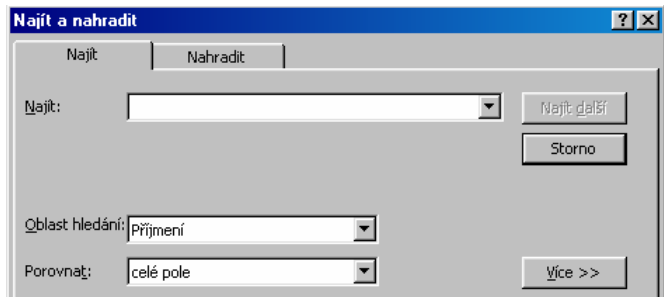 Najít a nahradit
Najít Nahradit
Najít: Najít další
Storno
Oblast hledání: Příjmení
Porovnat: celé pole Více >>